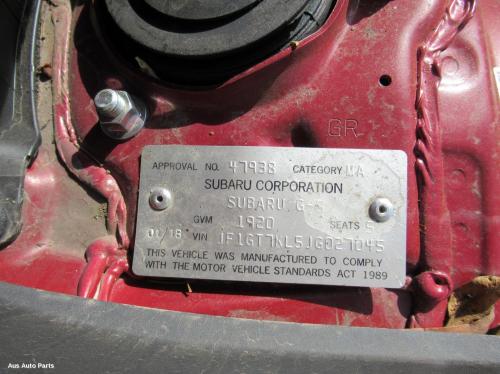 GR
APPROVAL NO. 47938 CATEGORY MA
SUBARU CORPORATION
SUBARU G-
GVM 1920 SEATS 5
01/18 VIN JF1GT7KL5JG027045
THIS VEHICLE WAS MANUFACTURED TO COMPLY
WITH THE MOTOR VEHICLE STANDARDS ACT 1989
Aus Auto Parts